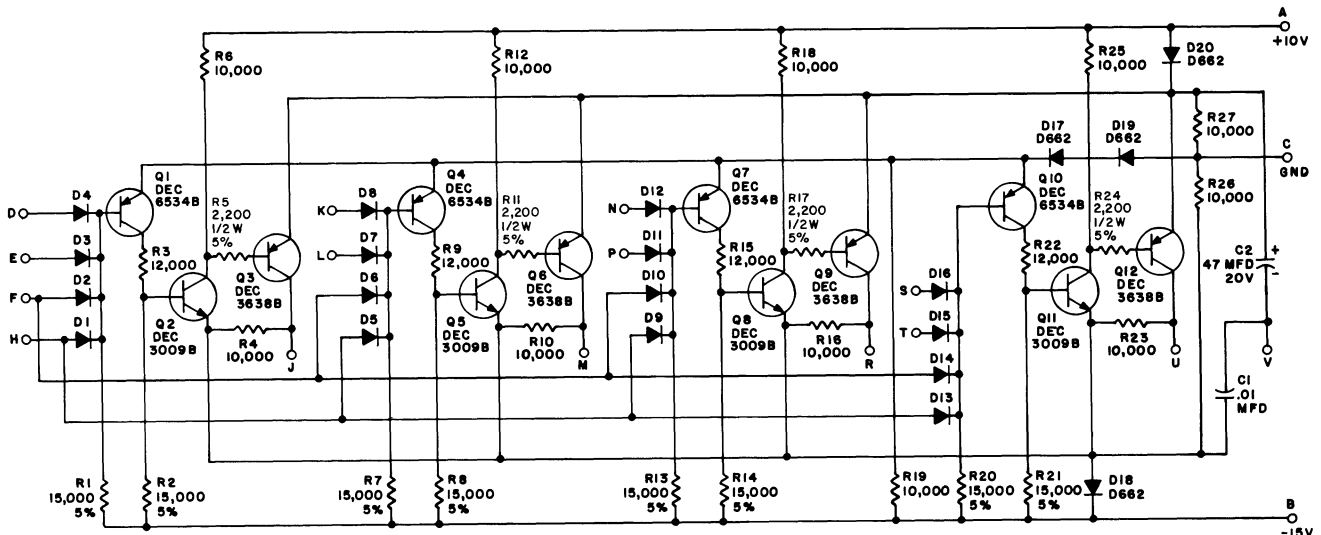 A
+10V
R6
10,000
R12
10,000
R18
10,000
R25
10,000
D20
D662
R27
10,000
D17
D662
D19
D662
C
GND
R26
10,000
Q1
DEC
6534B
Q4
DEC
6534B
Q7
DEC
6534B
Q10
DEC
6534B
D4
D
D3
E
D2
F
D1
H
R5
2,200
1/2W
5%
R3
12,000
Q3
DEC
3638B
Q2
DEC
3009B
R4
10,000
J
D8
K
D7
L
D6
D5
R11
2,200
1/2W
5%
R9
12,000
Q6
DEC
3638B
Q5
DEC
3009B
R10
10,000
M
D12
N
D11
P
D10
D9
R17
2,200
1/2W
5%
R15
12,000
Q9
DEC
3638B
Q8
DEC
3009B
R16
10,000
R
D16
S
D15
T
D14
D13
R24
2,200
1/2W
5%
R22
12,000
Q12
DEC
3638B
Q11
DEC
3009B
R23
10,000
U
C2
47 MFD
20V
+
-
V
C1
.01
MFD
R1
15,000
5%
R2
15,000
5%
R7
15,000
5%
R8
15,000
5%
R13
15,000
5%
R14
15,000
5%
R19
10,000
R20
15,000
5%
R21
15,000
5%
D18
D662
B
-15V